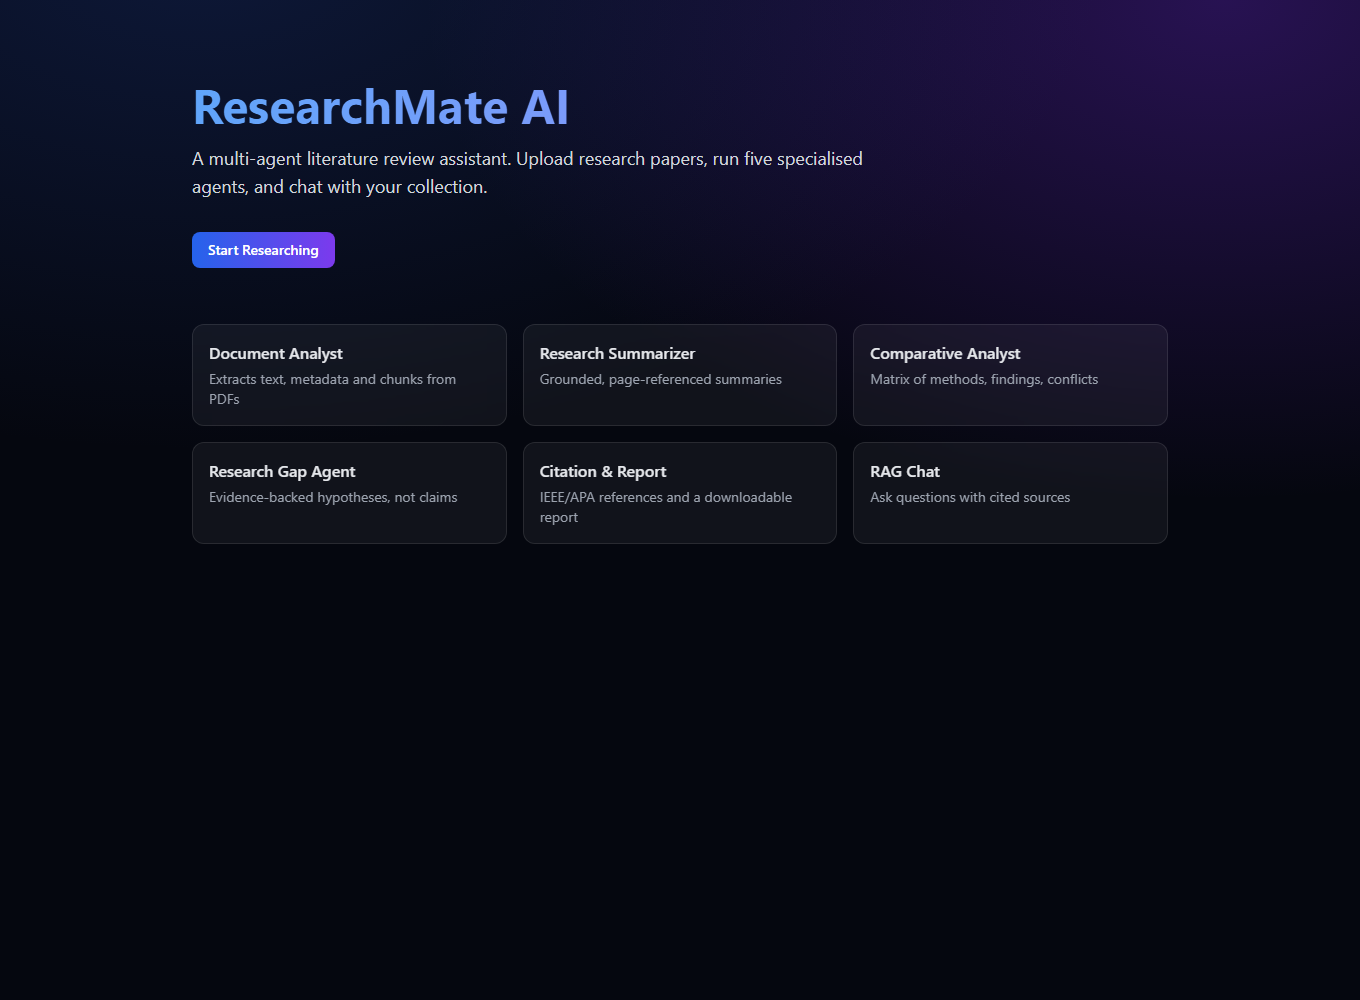 ResearchMate AI
A multi-agent literature review assistant. Upload research papers, run five specialised
agents, and chat with your collection.
Start Researching
Document Analyst
Extracts text, metadata and chunks from
PDFs
Research Summarizer
Grounded, page-referenced summaries
Comparative Analyst
Matrix of methods, findings, conflicts
Research Gap Agent
Evidence-backed hypotheses, not claims
Citation & Report
IEEE/APA references and a downloadable
report
RAG Chat
Ask questions with cited sources